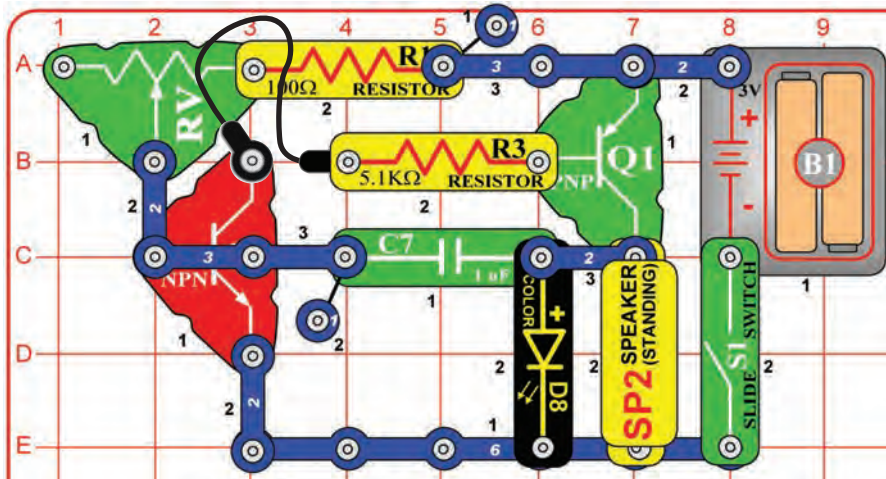 1 2 3 4 5 6 7 8 9
1 1
A R1 3 2
100Ω RESISTOR 3 2 3V
2
RV
1 1
+
B R3 Q1 B1
5.1KΩ RESISTOR PNP
2 2 2
-
3 C7 2
C 3
NPN 1 uF 3
1 1 1
1 2
COLOR +
SPEAKER (STANDING)
SLIDE SWITCH
D
S1
2 2 2 2 2
D8
SP2
1
E 6